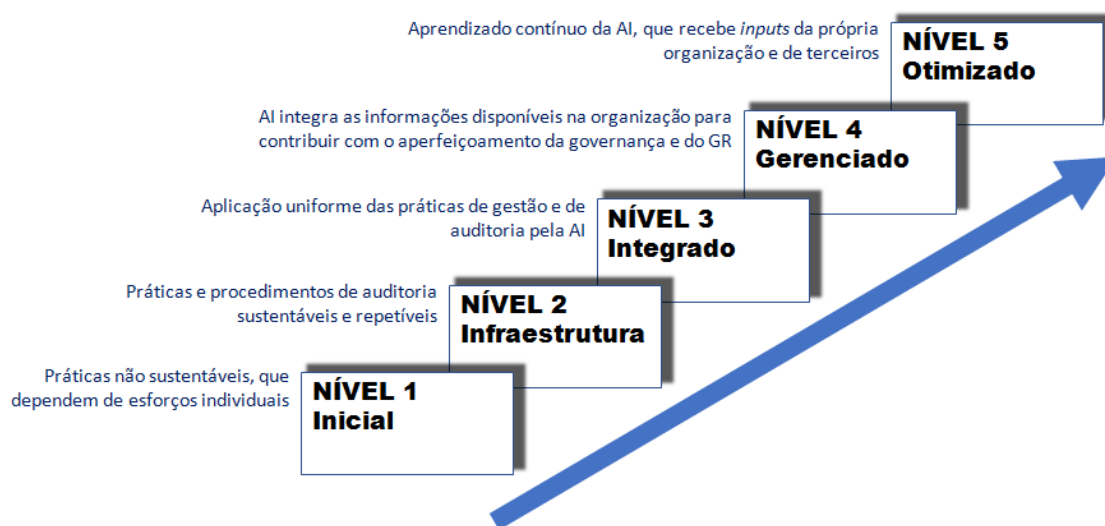 Aprendizado contínuo da AI, que recebe inputs da própria
organização e de terceiros
NÍVEL 5
Otimizado
AI integra as informações disponíveis na organização para
contribuir com o aperfeiçoamento da governança e do GR
NÍVEL 4
Gerenciado
Aplicação uniforme das práticas de gestão e de
auditoria pela AI
NÍVEL 3
Integrado
Práticas e procedimentos de auditoria
sustentáveis e repetíveis
NÍVEL 2
Infraestrutura
Práticas não sustentáveis, que
dependem de esforços individuais
NÍVEL 1
Inicial